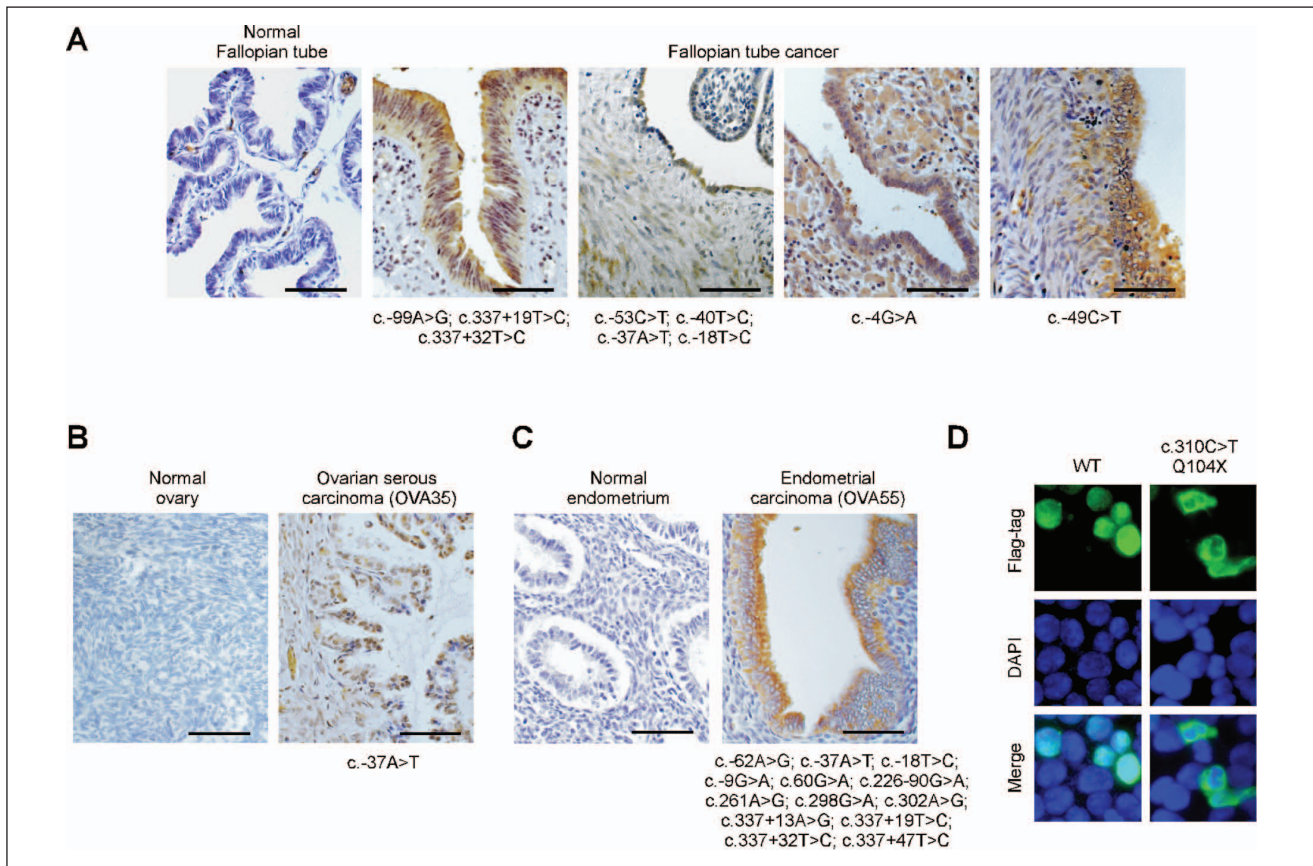 A
Normal
Fallopian tube
Fallopian tube cancer
c.-99A>G; c.337+19T>C;
c.337+32T>C
c.-53C>T; c.-40T>C;
c.-37A>T; c.-18T>C
c.-4G>A
c.-49C>T
B
Normal
ovary
Ovarian serous
carcinoma (OVA35)
c.-37A>T
C
Normal
endometrium
Endometrial
carcinoma (OVA55)
c.-62A>G; c.-37A>T; c.-18T>C;
c.-9G>A; c.60G>A; c.226-90G>A;
c.261A>G; c.298G>A; c.302A>G;
c.337+13A>G; c.337+19T>C;
c.337+32T>C; c.337+47T>C
D
WT
c.310C>T
Q104X
Flag-tag
DAPI
Merge